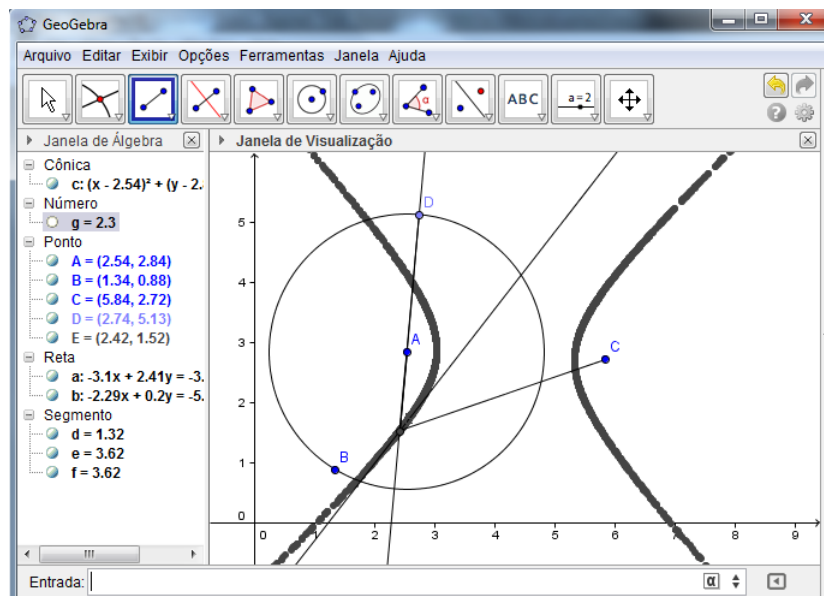 GeoGebra
Arquivo Editar Exibir Opções Ferramentas Janela Ajuda
α
ABC
a = 2
Janela de Álgebra
Cônica
c: (x - 2.54)² + (y - 2.
Número
g = 2.3
Ponto
A = (2.54, 2.84)
B = (1.34, 0.88)
C = (5.84, 2.72)
D = (2.74, 5.13)
E = (2.42, 1.52)
Reta
a: -3.1x + 2.41y = -3.
b: -2.29x + 0.2y = -5.
Segmento
d = 1.32
e = 3.62
f = 3.62
Janela de Visualização
D
5
4
3
A
C
2
1
B
0
0 1 2 3 4 5 6 7 8 9
Entrada:
α